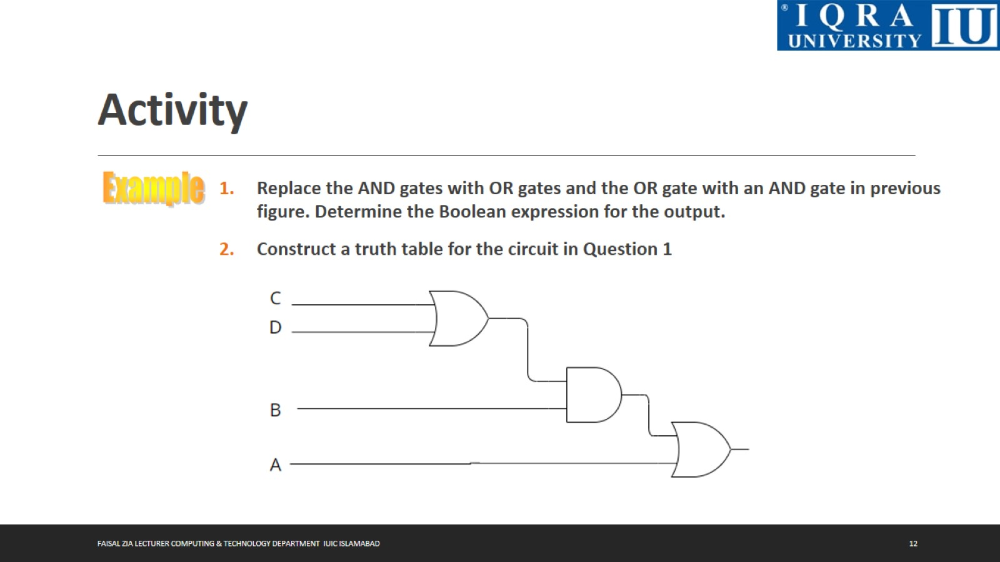 ® IQRA
UNIVERSITY IU
Activity
Example 1. Replace the AND gates with OR gates and the OR gate with an AND gate in previous
figure. Determine the Boolean expression for the output.
2. Construct a truth table for the circuit in Question 1
C
D
B
A
FAISAL ZIA LECTURER COMPUTING & TECHNOLOGY DEPARTMENT IUIC ISLAMABAD 12